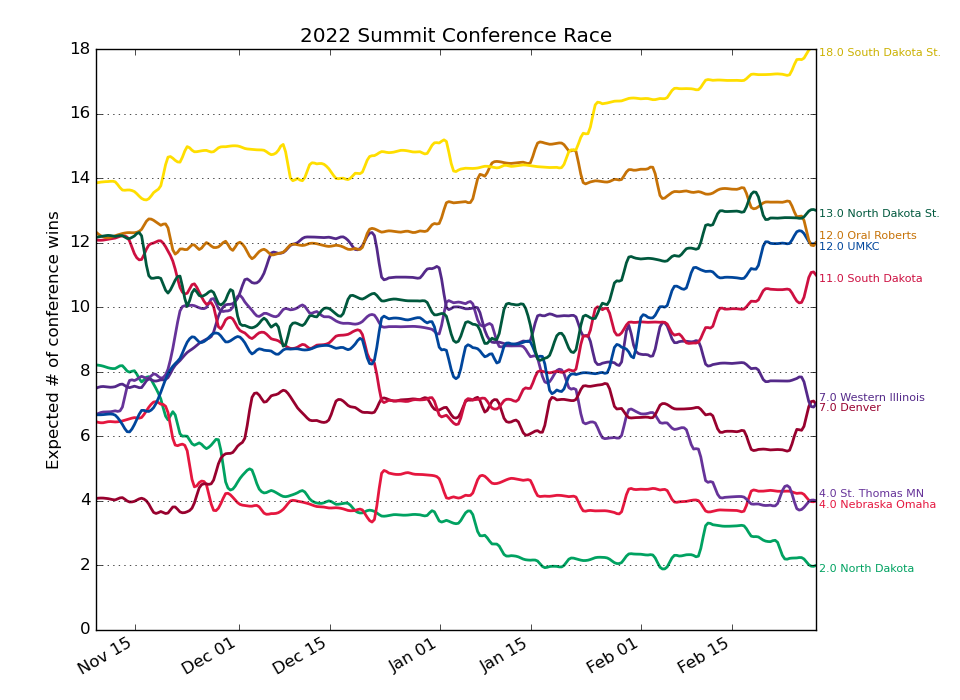 2022 Summit Conference Race
Expected # of conference wins
18
16
14
12
10
8
6
4
2
0
Nov 15
Dec 01
Dec 15
Jan 01
Jan 15
Feb 01
Feb 15
18.0 South Dakota St.
13.0 North Dakota St.
12.0 Oral Roberts
12.0 UMKC
11.0 South Dakota
7.0 Western Illinois
7.0 Denver
4.0 St. Thomas MN
4.0 Nebraska Omaha
2.0 North Dakota